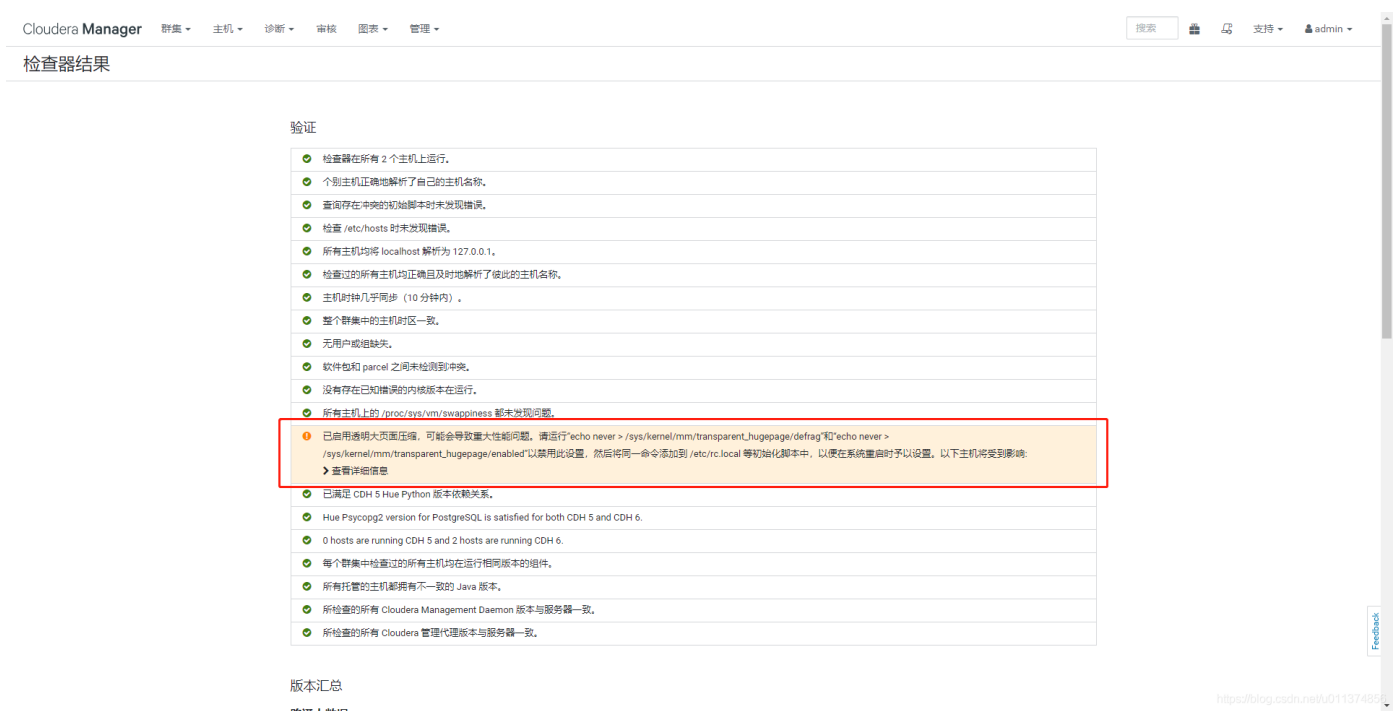 Cloudera Manager 群集 主机 诊断 审核 图表 管理 搜索 支持 admin
检查器结果
验证
检查器在所有 2 个主机上运行。
个别主机正确地解析了自己的主机名称。
查询存在冲突的初始脚本时未发现错误。
检查 /etc/hosts 时未发现错误。
所有主机均将 localhost 解析为 127.0.0.1。
检查过的所有主机均正确且及时地解析了彼此的主机名称。
主机时钟几乎同步（10 分钟内）。
整个群集中的主机时区一致。
无用户或组缺失。
软件包和 parcel 之间未检测到冲突。
没有存在已知错误的内核版本在运行。
所有主机上的 /proc/sys/vm/swappiness 都未发现问题。
已启用透明大页面压缩，可能会导致重大性能问题。请运行"echo never > /sys/kernel/mm/transparent_hugepage/defrag"和"echo never >
/sys/kernel/mm/transparent_hugepage/enabled"以禁用此设置，然后将同一命令添加到 /etc/rc.local 等初始化脚本中，以便在系统重启时予以设置。以下主机将受到影响:
查看详细信息
已满足 CDH 5 Hue Python 版本依赖关系。
Hue Psycopg2 version for PostgreSQL is satisfied for both CDH 5 and CDH 6.
0 hosts are running CDH 5 and 2 hosts are running CDH 6.
每个群集中检查过的所有主机均在运行相同版本的组件。
所有托管的主机都拥有不一致的 Java 版本。
所检查的所有 Cloudera Management Daemon 版本与服务器一致。
所检查的所有 Cloudera 管理代理版本与服务器一致。
Feedback
版本汇总